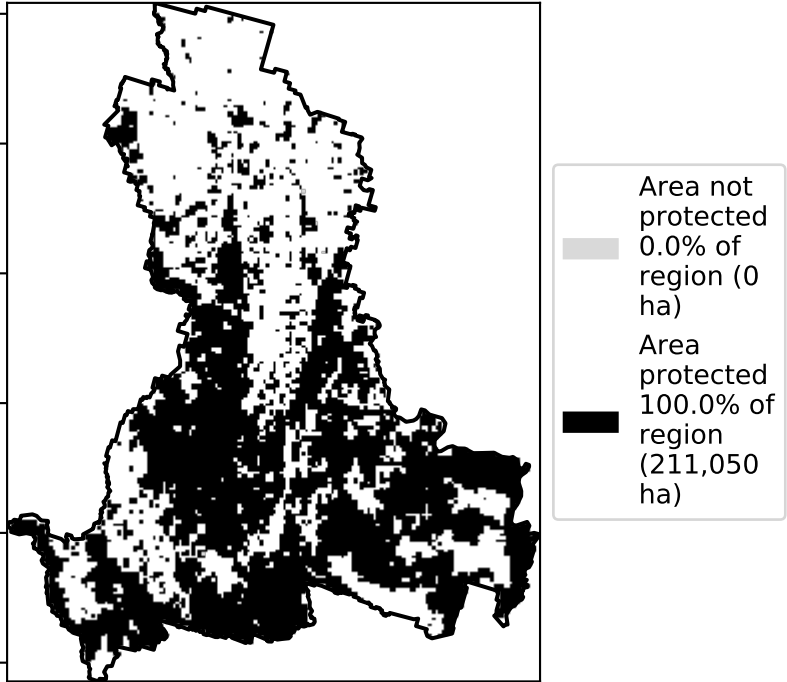 Area not
protected
0.0% of
region (0
ha)
Area
protected
100.0% of
region
(211,050
ha)